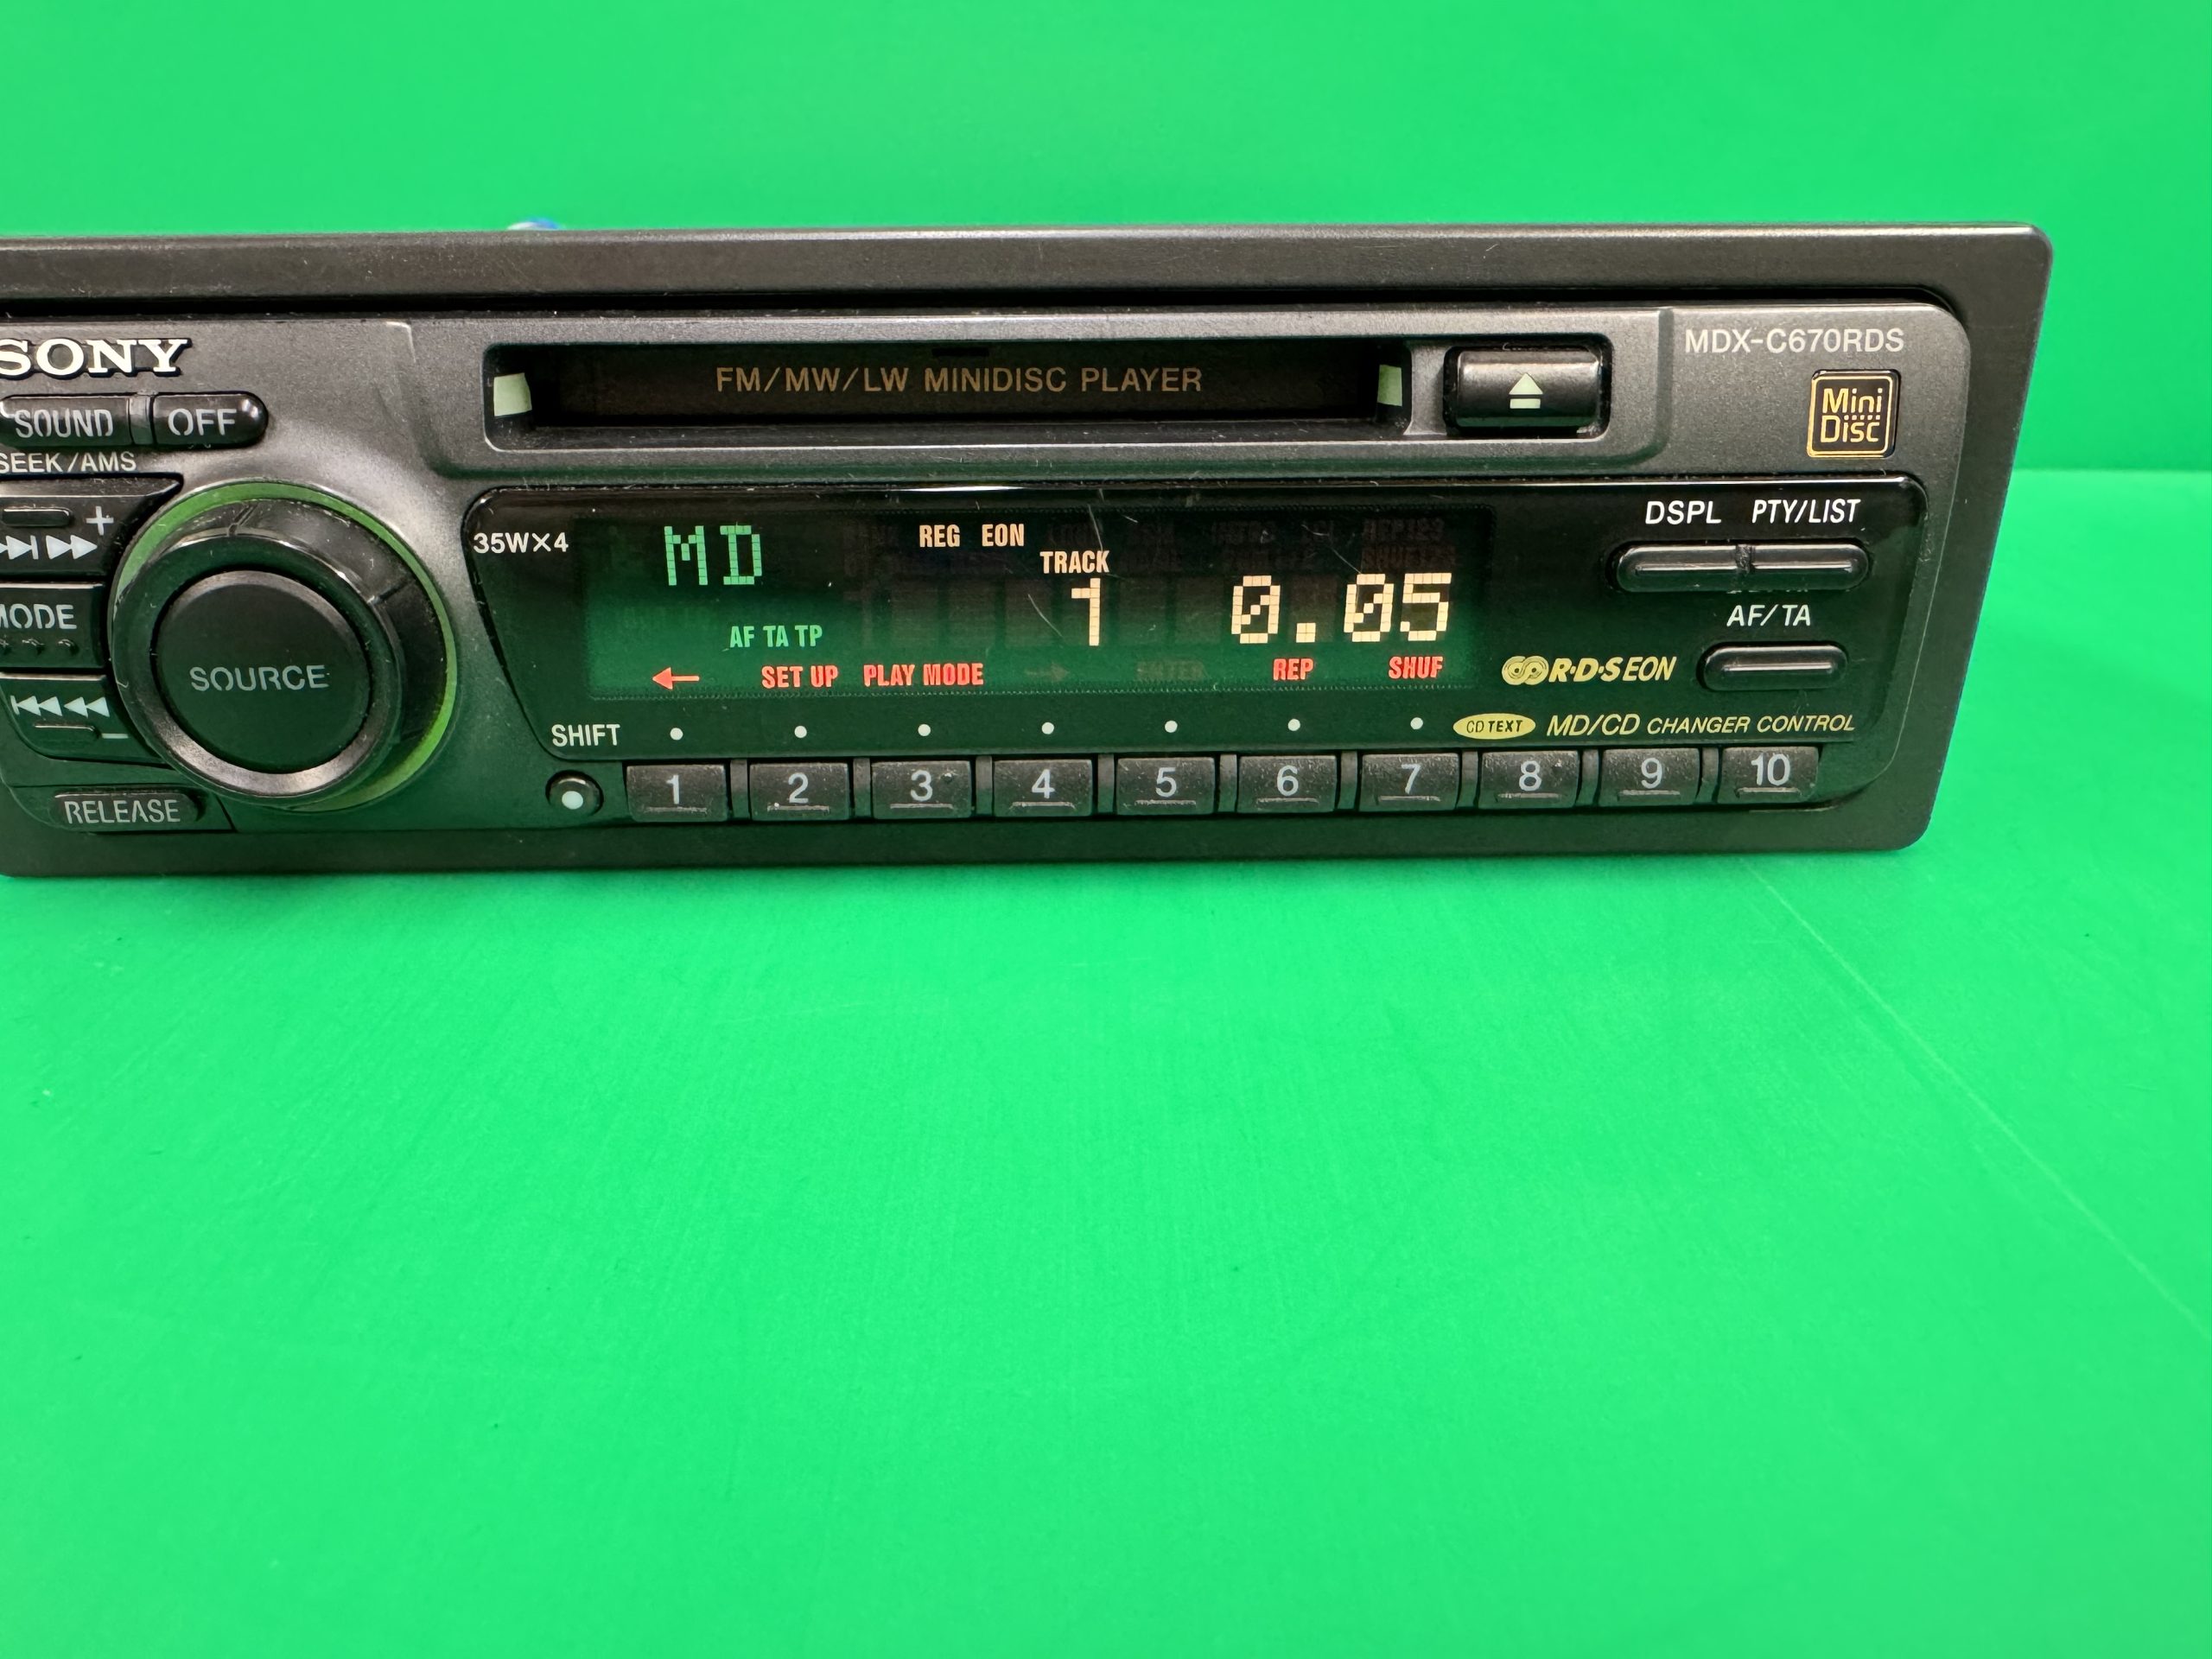 MDX-C670RDS
SONY
FM/MW/LW MINIDISC PLAYER
Mini Disc
SOUND OFF
SEEK/AMS
+
DSPL PTY/LIST
35W×4
MD REG EON
TRACK
1 0.05
MODE
AF TA TP
AF/TA
SOURCE
← SET UP PLAY MODE → ENTER REP SHUF
R·D·S EON
–
SHIFT
CD TEXT MD/CD CHANGER CONTROL
1 2 3 4 5 6 7 8 9 10
RELEASE